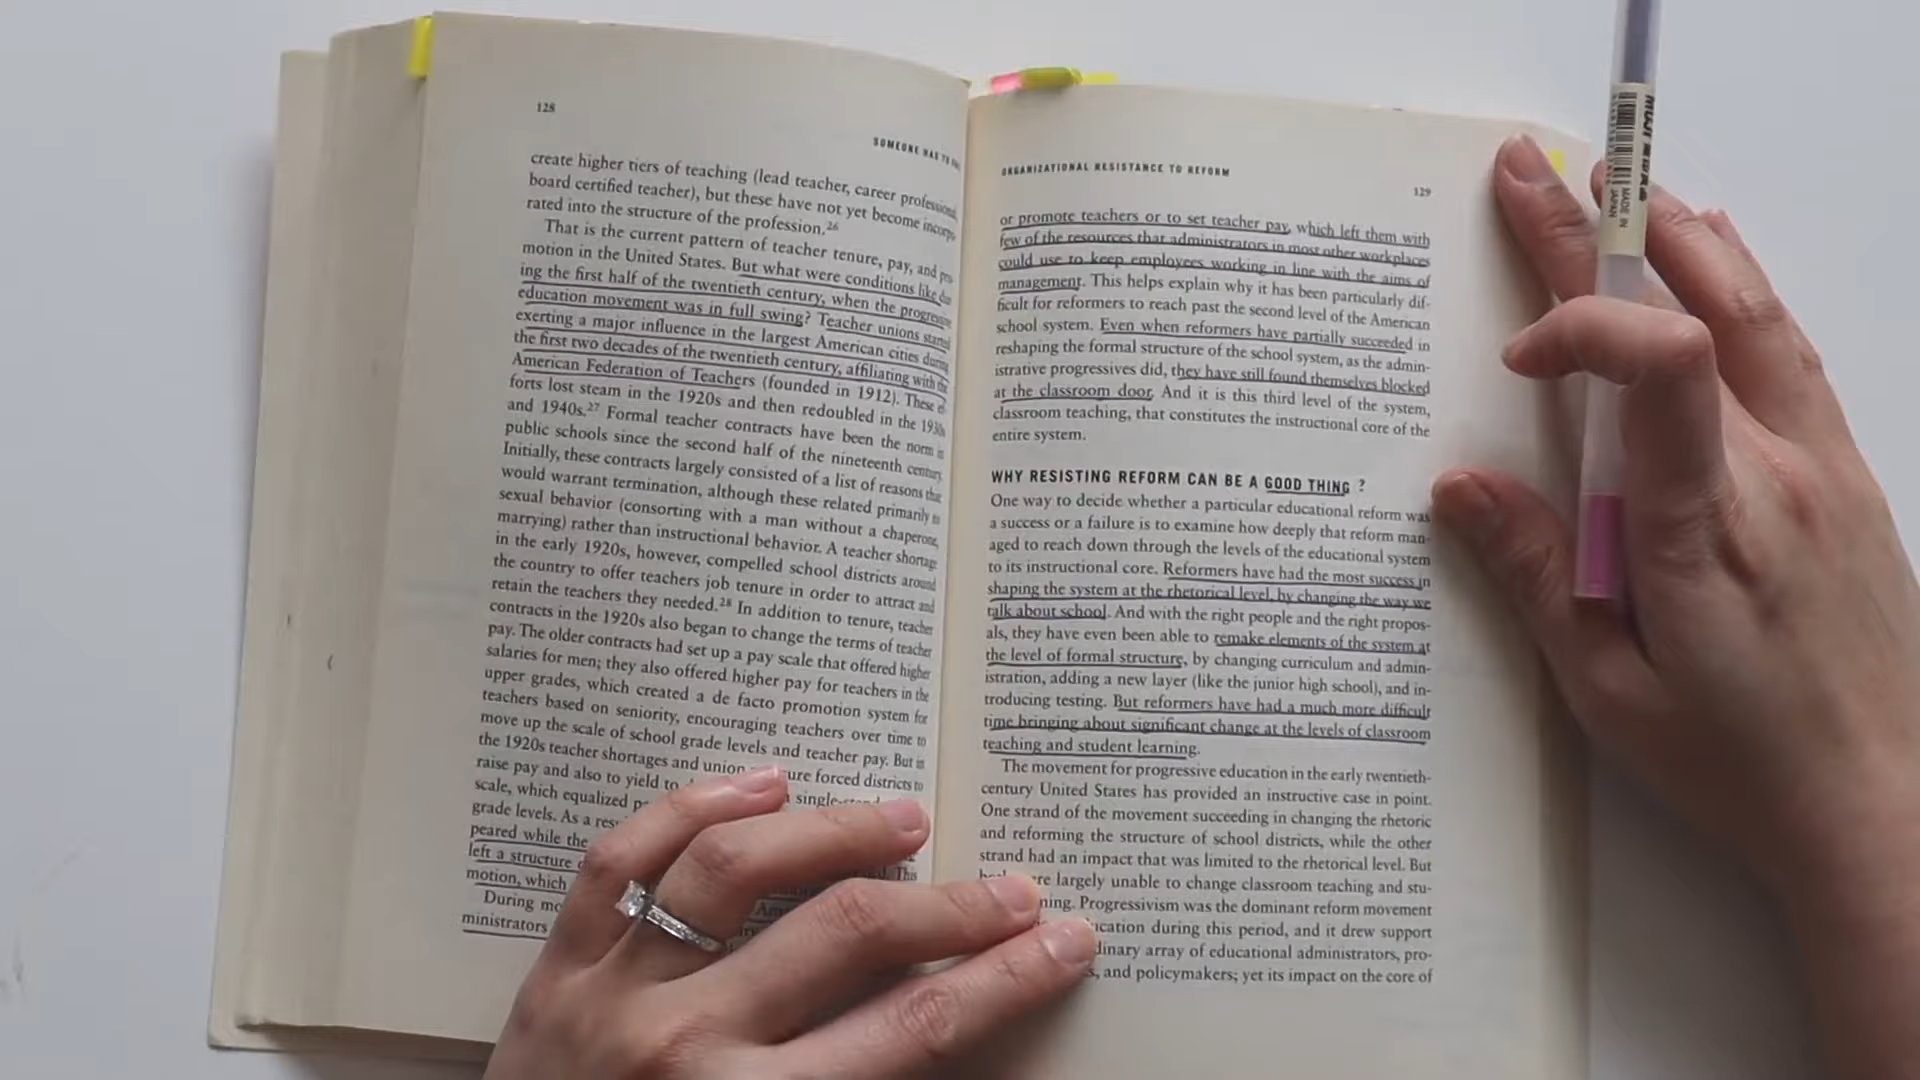 128
SOMEONE HAS TO
create higher tiers of teaching (lead teacher, career professional,
board certified teacher), but these have not yet become incorpo-
rated into the structure of the profession.26
That is the current pattern of teacher tenure, pay, and pro-
motion in the United States. But what were conditions like dur-
ing the first half of the twentieth century, when the progressive
education movement was in full swing? Teacher unions started
exerting a major influence in the largest American cities during
the first two decades of the twentieth century, affiliating with the
American Federation of Teachers (founded in 1912). These ef-
forts lost steam in the 1920s and then redoubled in the 1930s
and 1940s.27 Formal teacher contracts have been the norm in
public schools since the second half of the nineteenth century.
Initially, these contracts largely consisted of a list of reasons that
would warrant termination, although these related primarily to
sexual behavior (consorting with a man without a chaperone,
marrying) rather than instructional behavior. A teacher shortage
in the early 1920s, however, compelled school districts around
the country to offer teachers job tenure in order to attract and
retain the teachers they needed.28 In addition to tenure, teacher
contracts in the 1920s also began to change the terms of teacher
pay. The older contracts had set up a pay scale that offered higher
salaries for men; they also offered higher pay for teachers in the
upper grades, which created a de facto promotion system for
teachers based on seniority, encouraging teachers over time to
move up the scale of school grade levels and teacher pay. But in
the 1920s teacher shortages and union forced districts to
raise pay and also to yield to a single-
scale, which equalized
grade levels. As a
peared while the
left a structure This
motion, which
During
ministrators
ORGANIZATIONAL RESISTANCE TO REFORM
129
or promote teachers or to set teacher pay, which left them with
few of the resources that administrators in most other workplaces
could use to keep employees working in line with the aims of
management. This helps explain why it has been particularly dif-
ficult for reformers to reach past the second level of the American
school system. Even when reformers have partially succeeded in
reshaping the formal structure of the school system, as the admin-
istrative progressives did, they have still found themselves blocked
at the classroom door. And it is this third level of the system,
classroom teaching, that constitutes the instructional core of the
entire system.
WHY RESISTING REFORM CAN BE A GOOD THING ?
One way to decide whether a particular educational reform was
a success or a failure is to examine how deeply that reform man-
aged to reach down through the levels of the educational system
to its instructional core. Reformers have had the most success in
shaping the system at the rhetorical level, by changing the way we
talk about school. And with the right people and the right propos-
als, they have even been able to remake elements of the system at
the level of formal structure, by changing curriculum and admin-
istration, adding a new layer (like the junior high school), and in-
troducing testing. But reformers have had a much more difficult
time bringing about significant change at the levels of classroom
teaching and student learning.
The movement for progressive education in the early twentieth-
century United States has provided an instructive case in point.
One strand of the movement succeeding in changing the rhetoric
and reforming the structure of school districts, while the other
strand had an impact that was limited to the rhetorical level. But
largely unable to change classroom teaching and stu-
Progressivism was the dominant reform movement
during this period, and it drew support
array of educational administrators, pro-
and policymakers; yet its impact on the core of
MUJI 無印良品
MADE IN
JAPAN